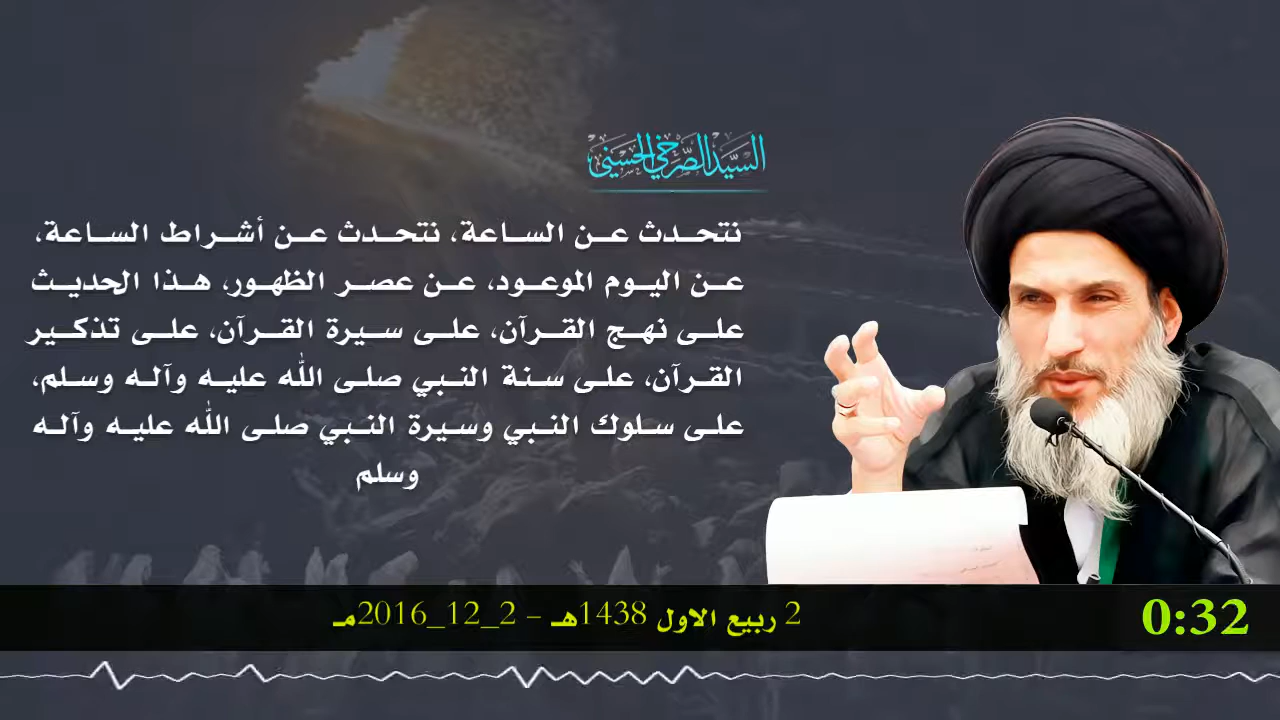 السيد الصرخي الحسني
نتحدث عن الساعة، نتحدث عن أشراط الساعة،
عن اليوم الموعود، عن عصر الظهور، هذا الحديث
على نهج القرآن، على سيرة القرآن، على تذكير
القرآن، على سنة النبي صلى الله عليه وآله وسلم،
على سلوك النبي وسيرة النبي صلى الله عليه وآله
وسلم
2 ربيع الاول 1438هـ – 2_12_2016مـ
0:32